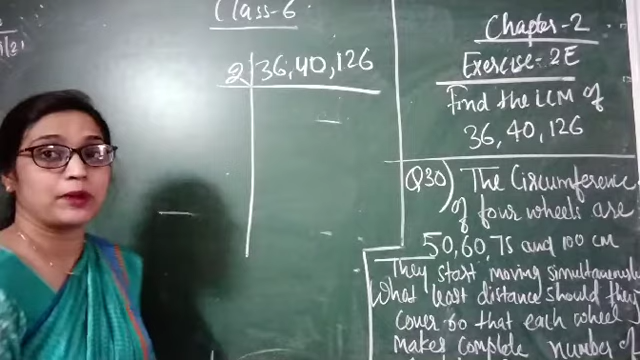 Class-6
2 36, 40, 126
Chapter-2
Exercise-2E
Find the LCM of
36, 40, 126
Q30) The Circumference
of four wheels are
50, 60, 75 and 100 cm
They start moving simultaneously
What least distance should they
cover so that each wheel
makes complete number of